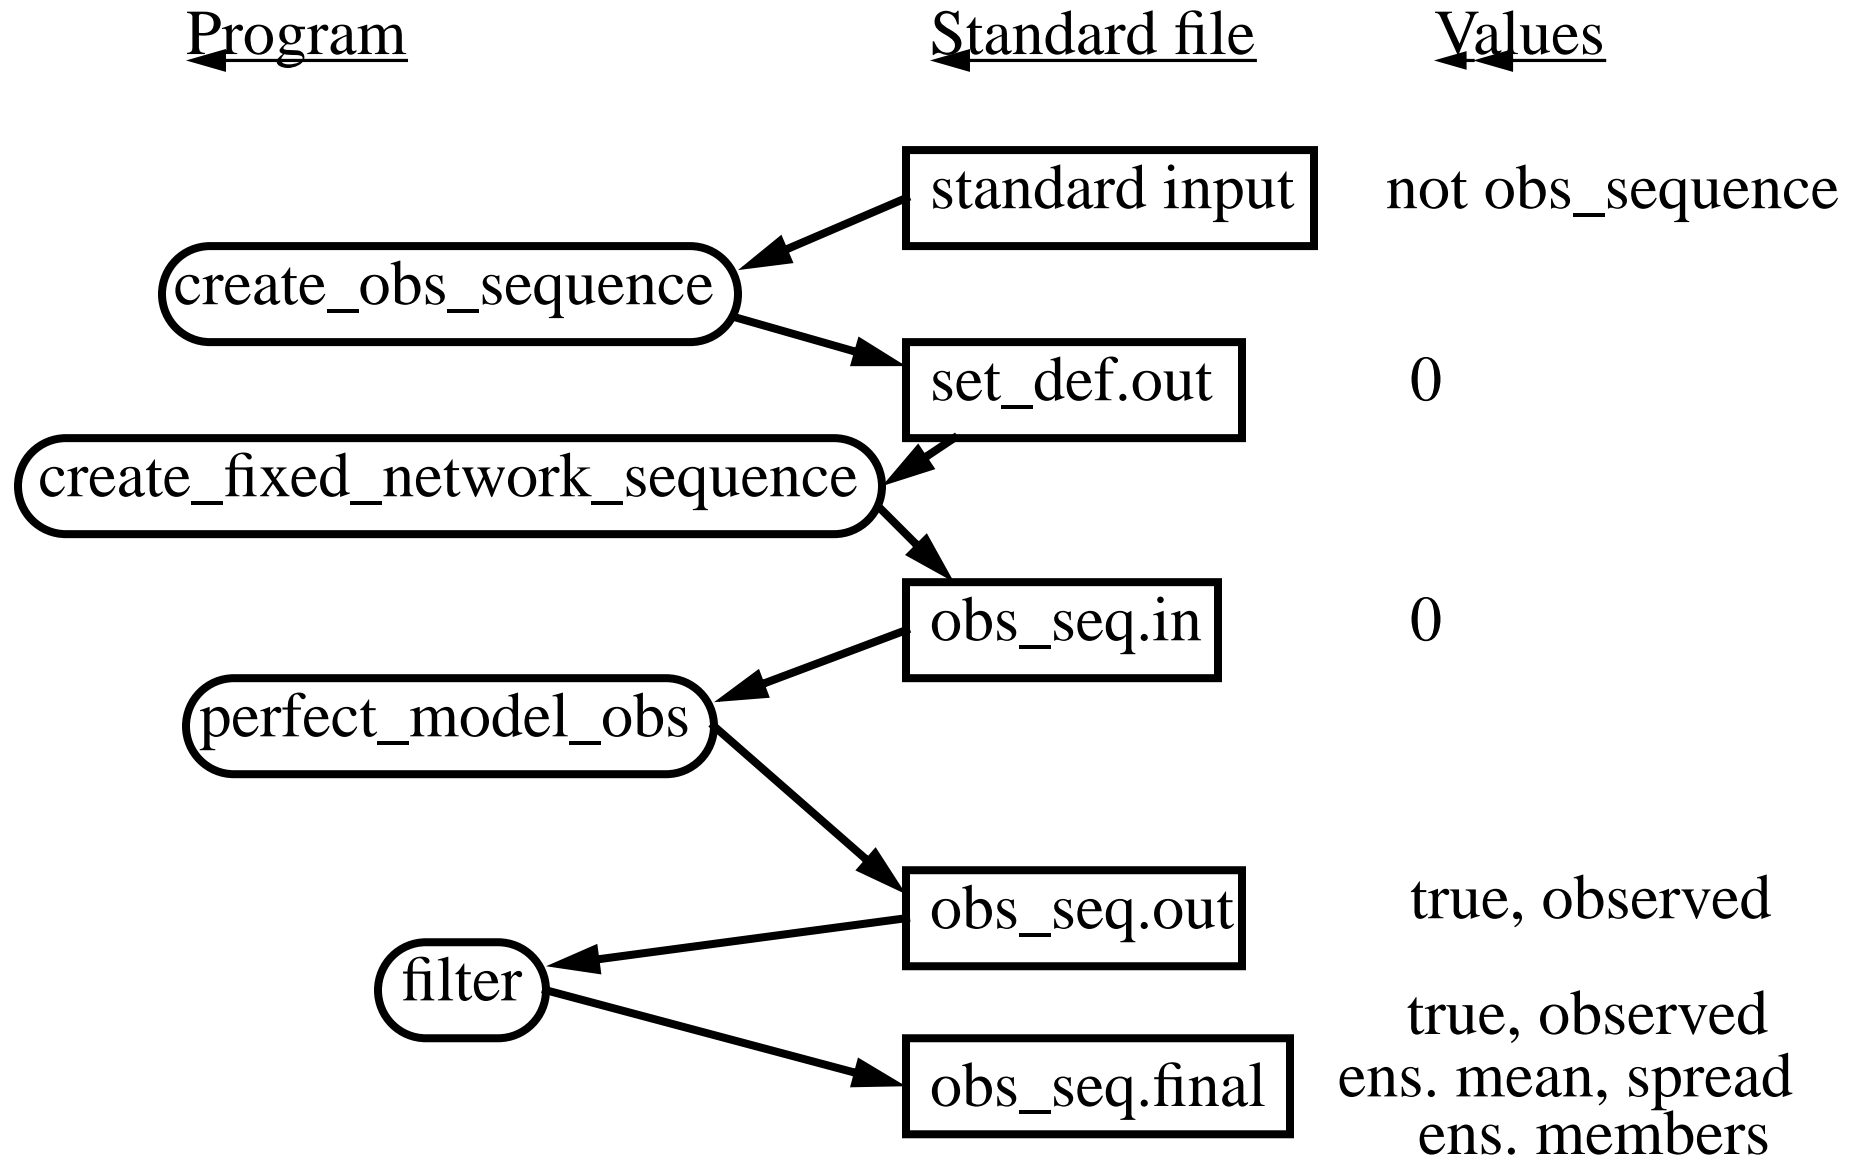 Program Standard file Values
standard input not obs_sequence
create_obs_sequence
set_def.out 0
create_fixed_network_sequence
obs_seq.in 0
perfect_model_obs
obs_seq.out true, observed
filter
true, observed
obs_seq.final ens. mean, spread
ens. members